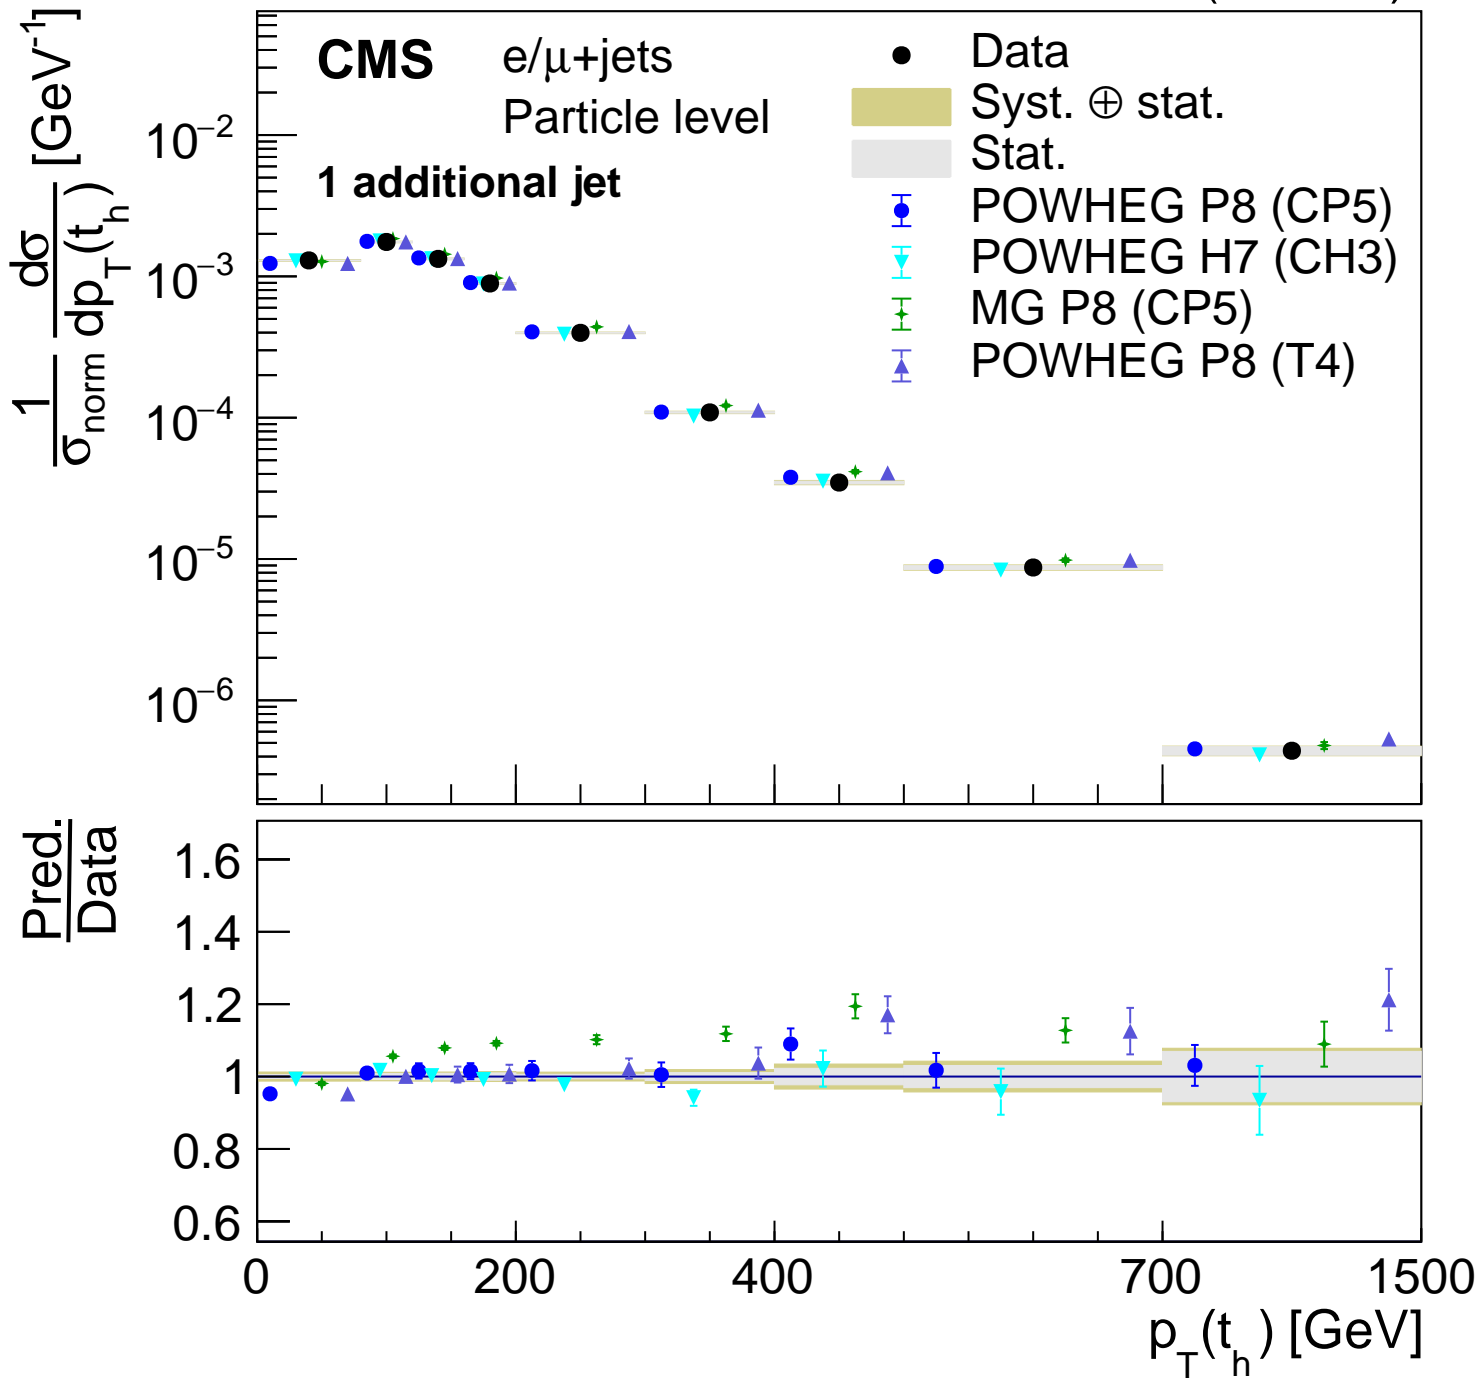 CMS e/μ+jets
Particle level
1 additional jet
Data
Syst. ⊕ stat.
Stat.
POWHEG P8 (CP5)
POWHEG H7 (CH3)
MG P8 (CP5)
POWHEG P8 (T4)
1/σnorm dσ/dpT(th) [GeV⁻¹]
10⁻²
10⁻³
10⁻⁴
10⁻⁵
10⁻⁶
Pred./Data
1.6
1.4
1.2
1
0.8
0.6
0 200 400 700 1500
pT(th) [GeV]